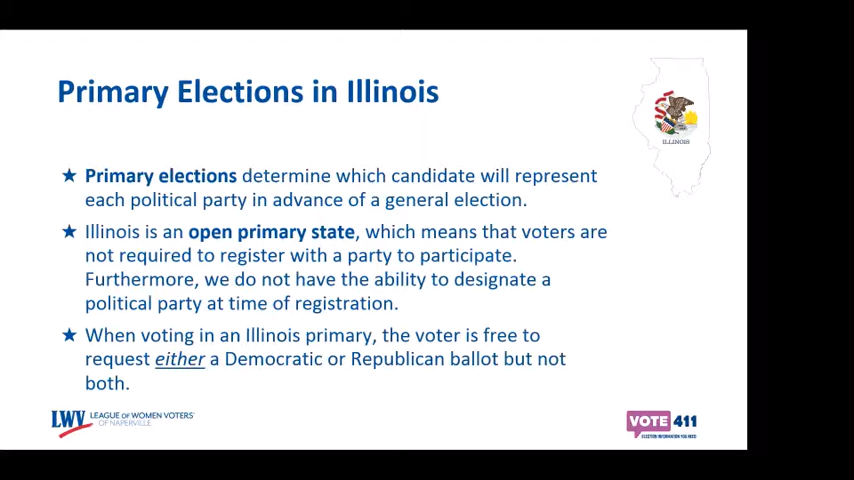 Primary Elections in Illinois
ILLINOIS
★ Primary elections determine which candidate will represent
each political party in advance of a general election.
★ Illinois is an open primary state, which means that voters are
not required to register with a party to participate.
Furthermore, we do not have the ability to designate a
political party at time of registration.
★ When voting in an Illinois primary, the voter is free to
request either a Democratic or Republican ballot but not
both.
LWV LEAGUE OF WOMEN VOTERS®
OF NAPERVILLE
VOTE 411
ELECTION INFORMATION YOU NEED